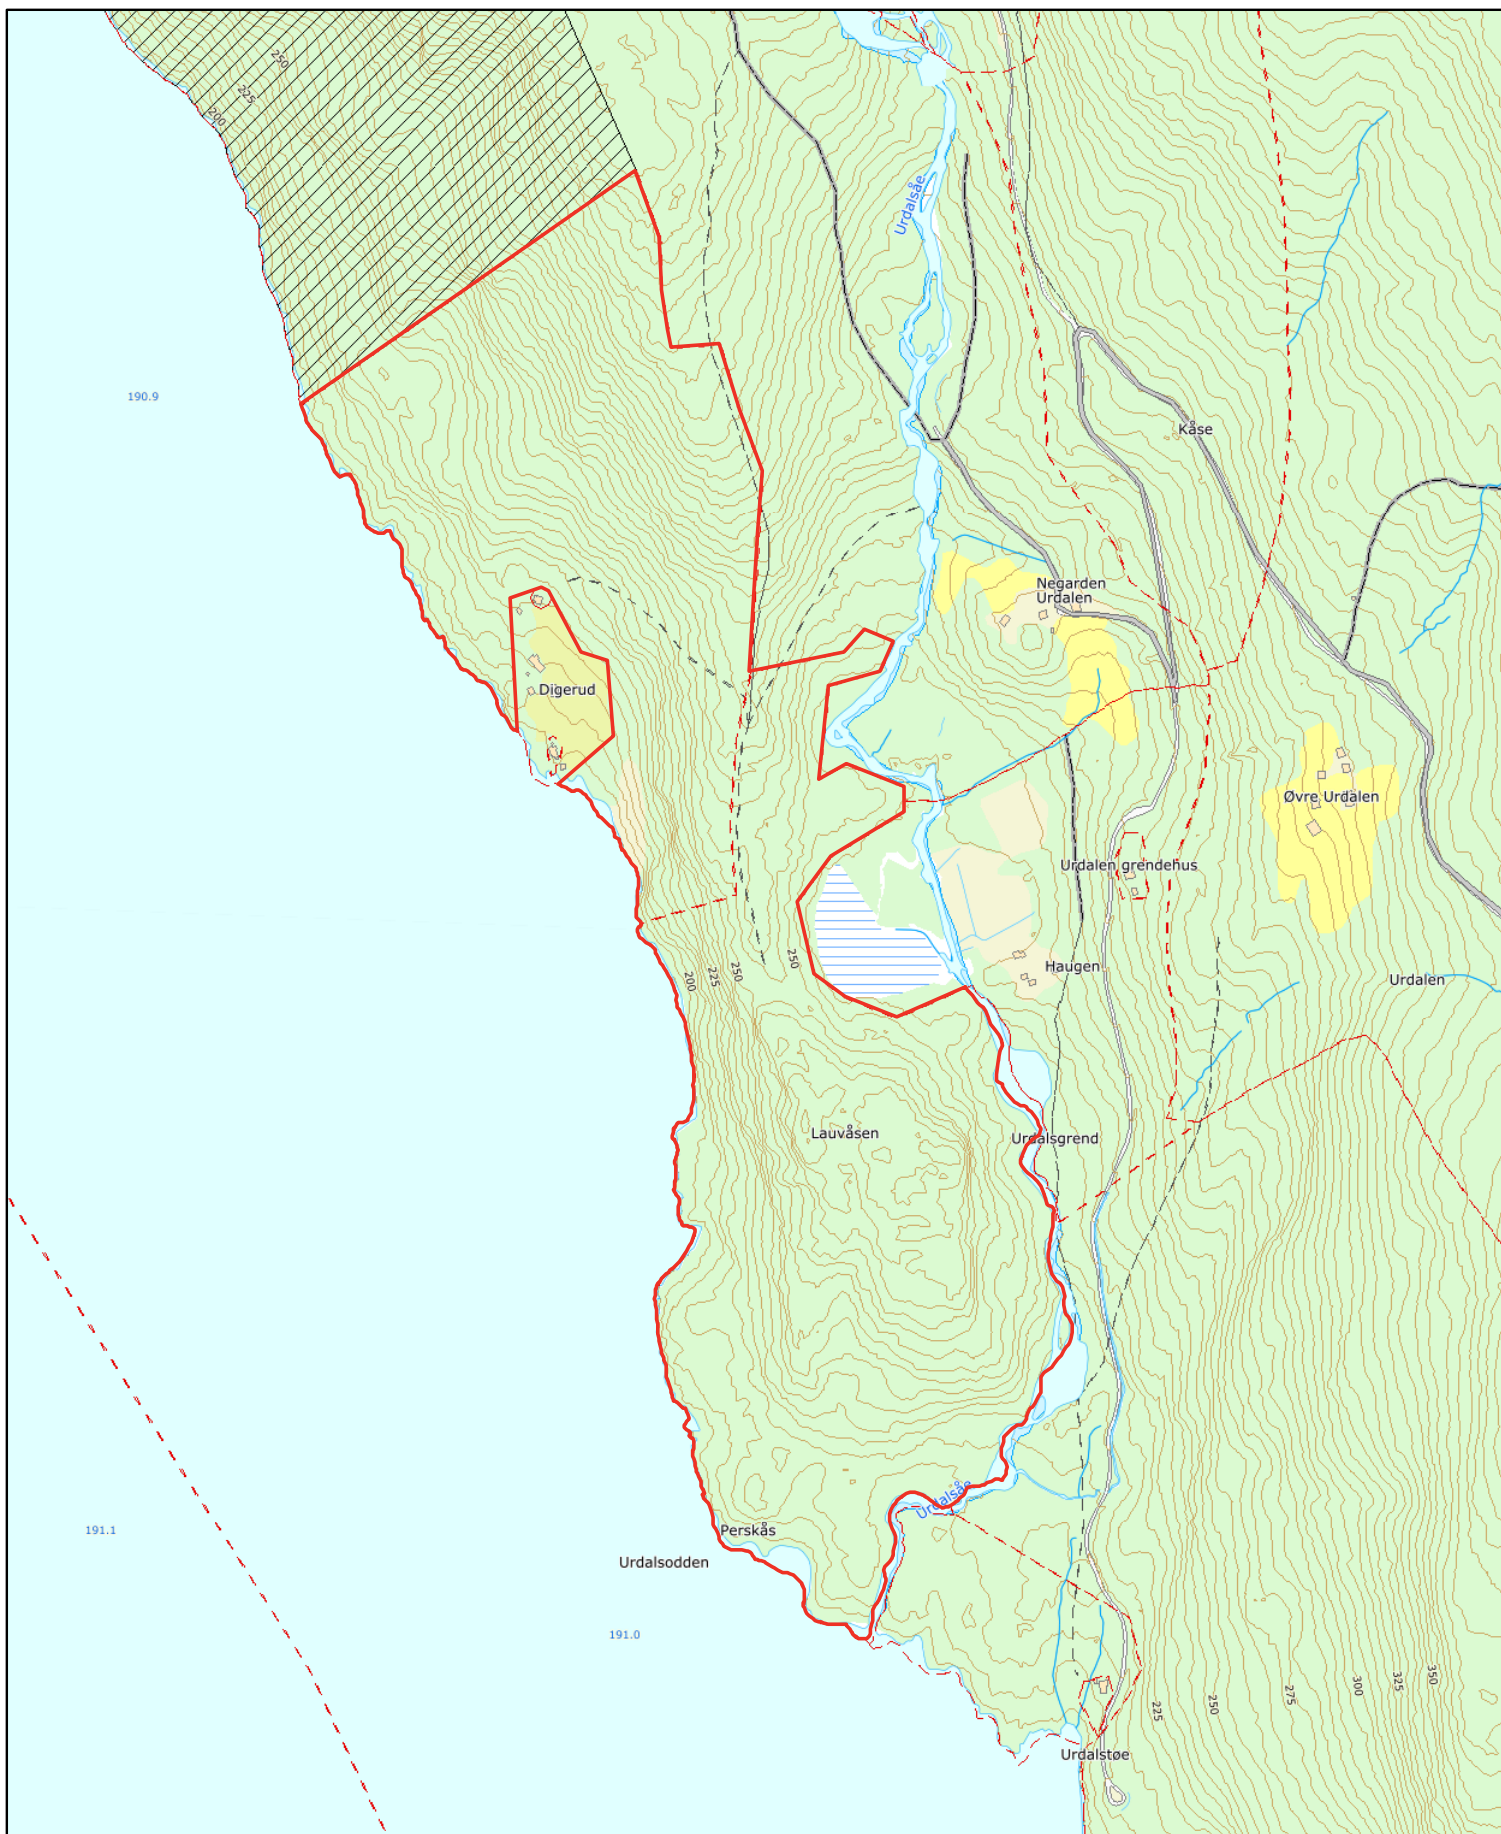 250
225
200
Urdalsåe
190.9
Kåse
Negarden
Urdalen
Digerud
Øvre Urdalen
Urdalen grendehus
250
200
225
250
Haugen
Urdalen
Lauvåsen
Urdalsgrend
Urdalsåe
Perskås
191.1
Urdalsodden
191.0
225
250
275
300
325
350
Urdalstøe